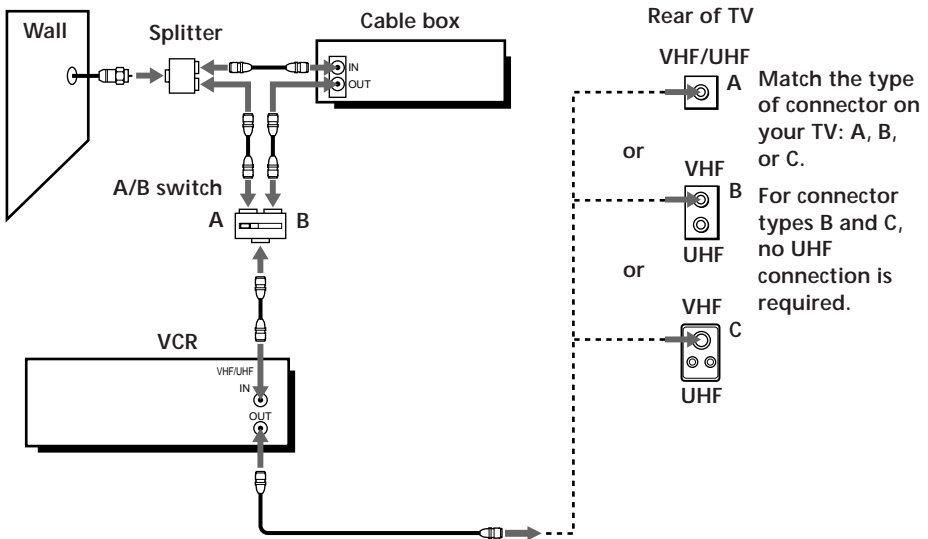 Wall
Splitter
Cable box
IN
OUT
A/B switch
A
B
VCR
VHF/UHF
IN
OUT
Rear of TV
VHF/UHF
A
Match the type
of connector on
your TV: A, B,
or C.
or
VHF
B
UHF
For connector
types B and C,
no UHF
connection is
required.
or
VHF
C
UHF